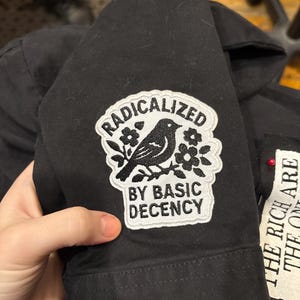 RADICALIZED
BY BASIC
DECENCY
THE RICH ARE
THE O